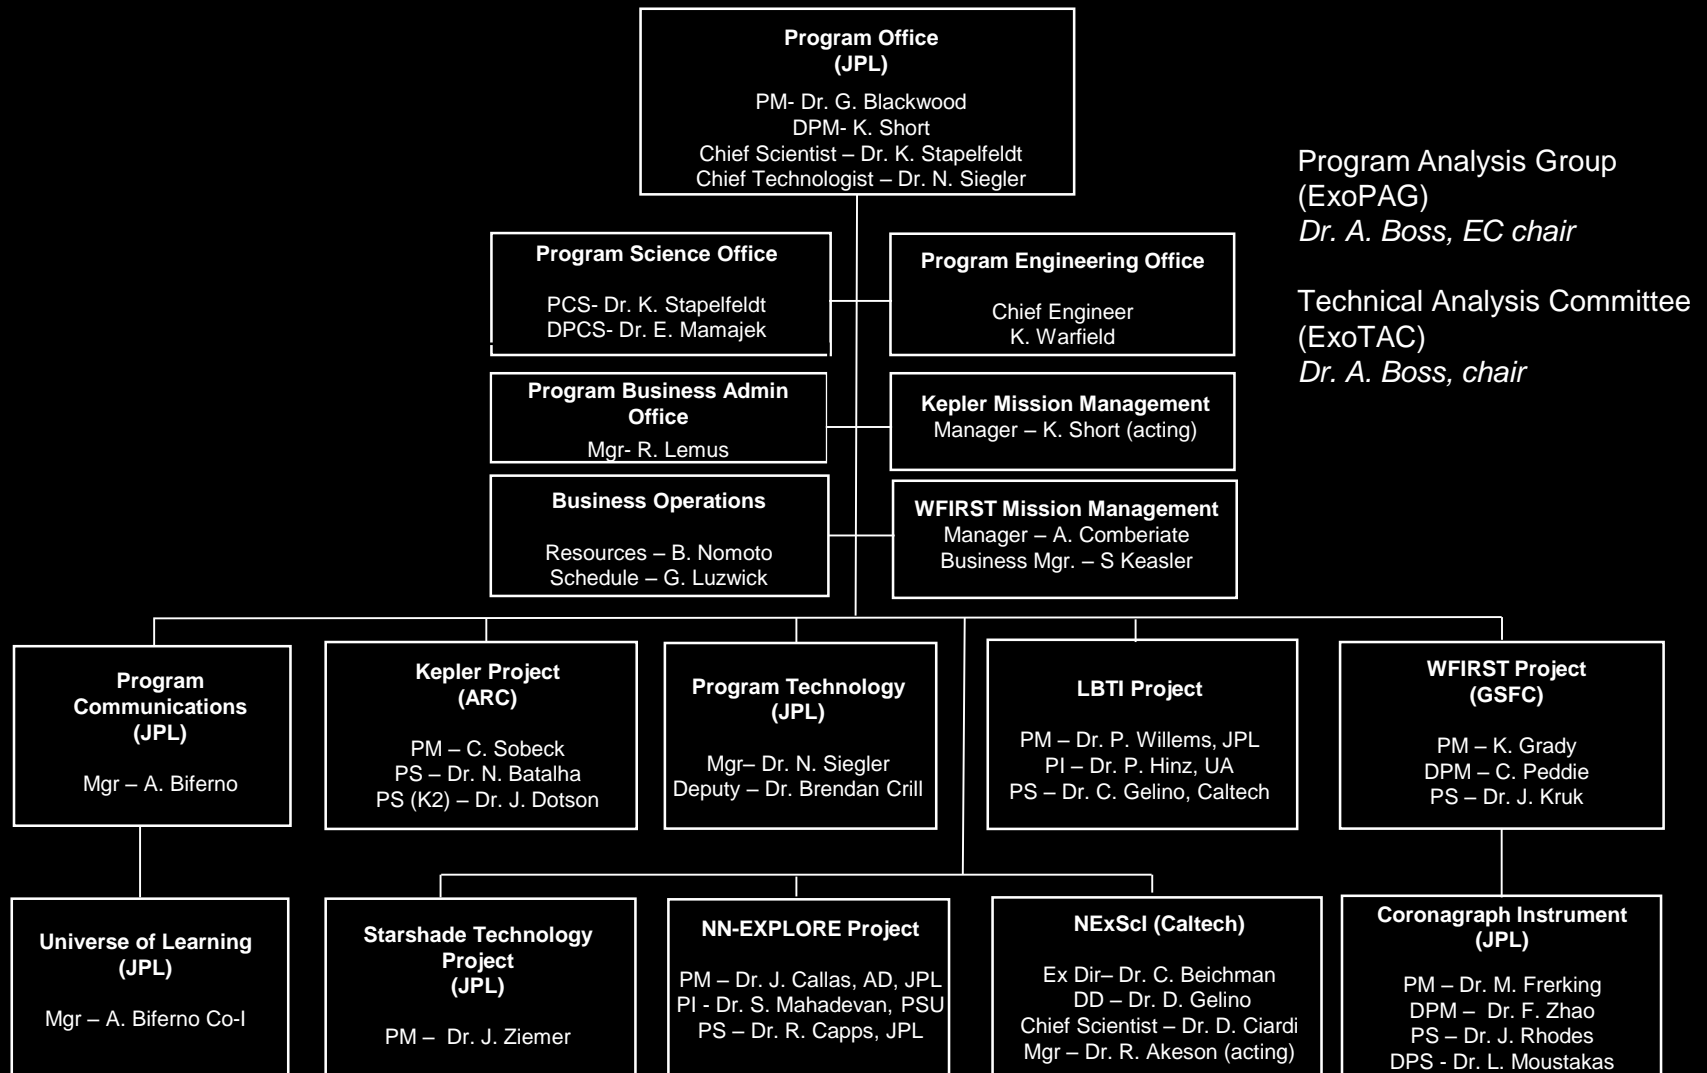 Program Office
(JPL)
PM- Dr. G. Blackwood
DPM- K. Short
Chief Scientist – Dr. K. Stapelfeldt
Chief Technologist – Dr. N. Siegler
Program Analysis Group
(ExoPAG)
Dr. A. Boss, EC chair
Technical Analysis Committee
(ExoTAC)
Dr. A. Boss, chair
Program Science Office
PCS- Dr. K. Stapelfeldt
DPCS- Dr. E. Mamajek
Program Engineering Office
Chief Engineer
K. Warfield
Program Business Admin
Office
Mgr- R. Lemus
Kepler Mission Management
Manager – K. Short (acting)
Business Operations
Resources – B. Nomoto
Schedule – G. Luzwick
WFIRST Mission Management
Manager – A. Comberiate
Business Mgr. – S Keasler
Program
Communications
(JPL)
Mgr – A. Biferno
Kepler Project
(ARC)
PM – C. Sobeck
PS – Dr. N. Batalha
PS (K2) – Dr. J. Dotson
Program Technology
(JPL)
Mgr– Dr. N. Siegler
Deputy – Dr. Brendan Crill
LBTI Project
PM – Dr. P. Willems, JPL
PI – Dr. P. Hinz, UA
PS – Dr. C. Gelino, Caltech
WFIRST Project
(GSFC)
PM – K. Grady
DPM – C. Peddie
PS – Dr. J. Kruk
Universe of Learning
(JPL)
Mgr – A. Biferno Co-I
Starshade Technology
Project
(JPL)
PM – Dr. J. Ziemer
NN-EXPLORE Project
PM – Dr. J. Callas, AD, JPL
PI - Dr. S. Mahadevan, PSU
PS – Dr. R. Capps, JPL
NExScI (Caltech)
Ex Dir– Dr. C. Beichman
DD – Dr. D. Gelino
Chief Scientist – Dr. D. Ciardi
Mgr – Dr. R. Akeson (acting)
Coronagraph Instrument
(JPL)
PM – Dr. M. Frerking
DPM – Dr. F. Zhao
PS – Dr. J. Rhodes
DPS - Dr. L. Moustakas